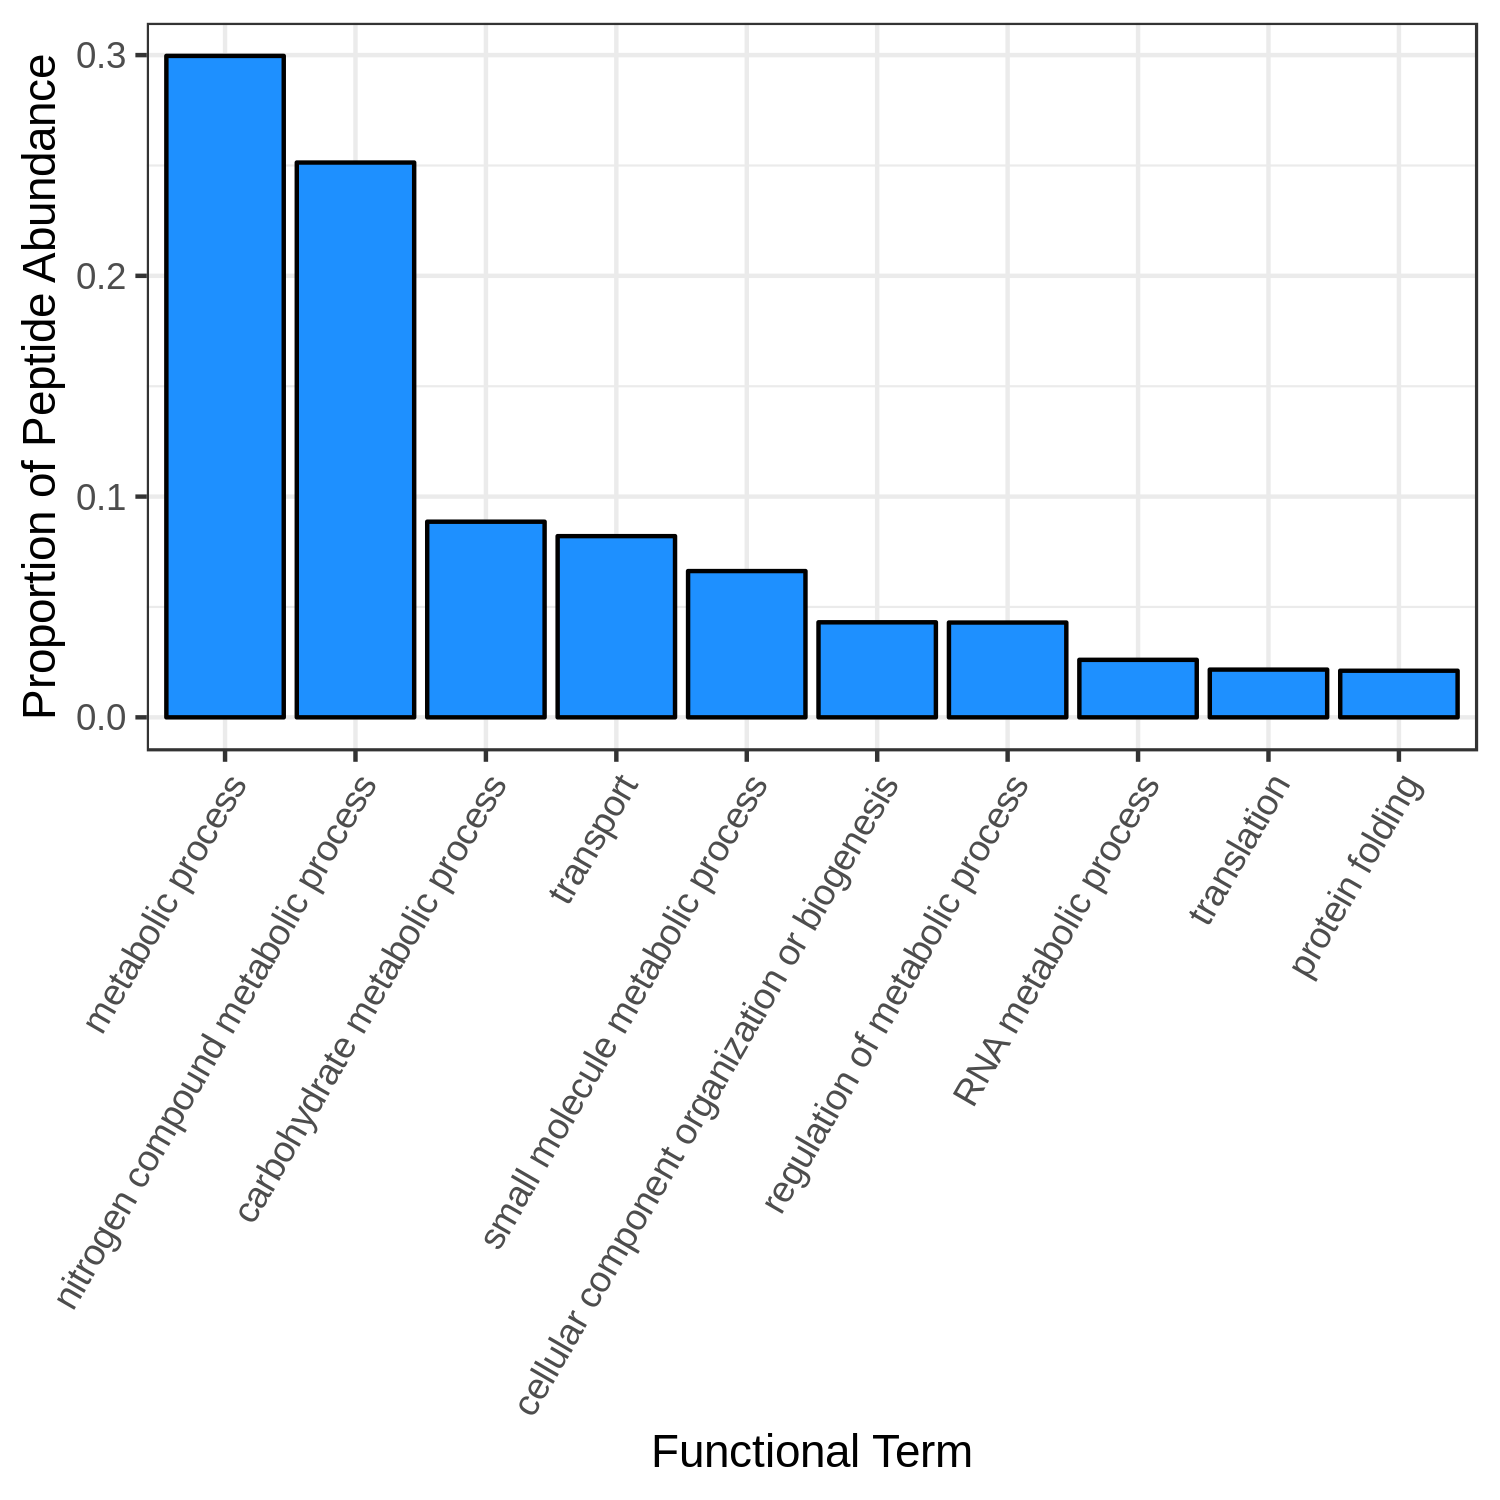 Proportion of Peptide Abundance
0.3
0.2
0.1
0.0
metabolic process
nitrogen compound metabolic process
carbohydrate metabolic process
transport
small molecule metabolic process
cellular component organization or biogenesis
regulation of metabolic process
RNA metabolic process
translation
protein folding
Functional Term